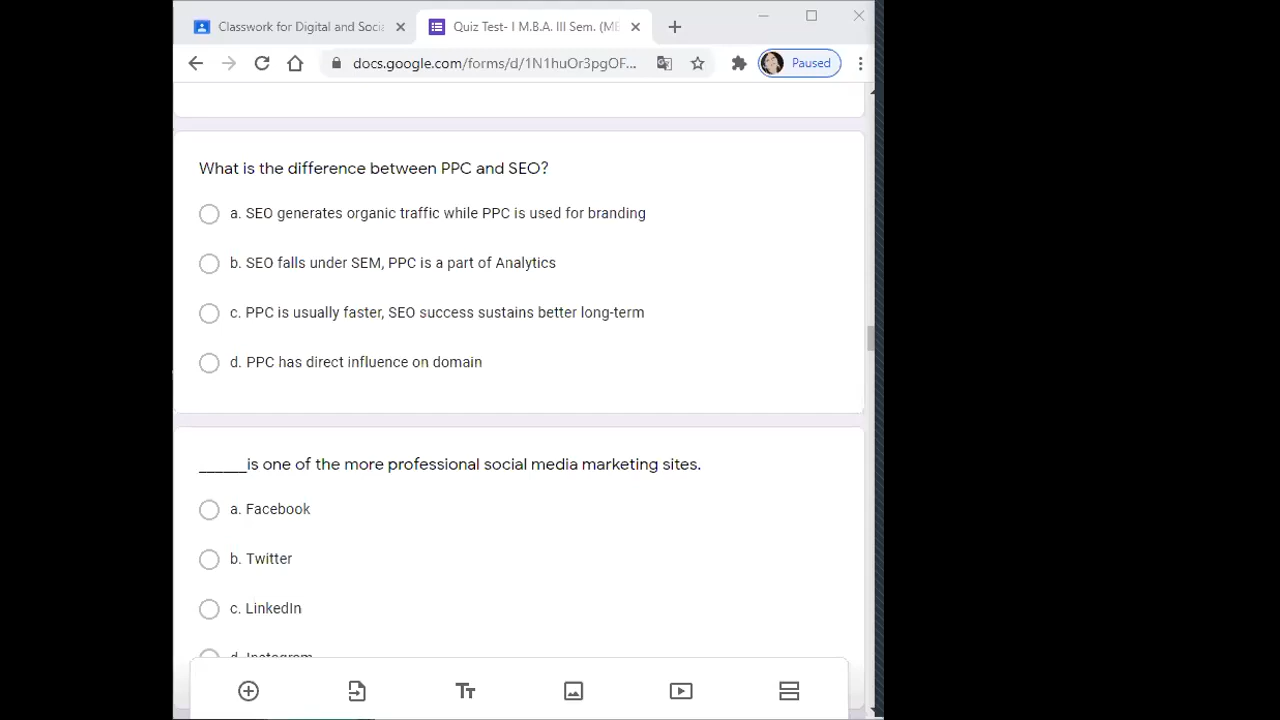 Classwork for Digital and Socia
Quiz Test- I M.B.A. III Sem. (ME
docs.google.com/forms/d/1N1huOr3pgOF...
Paused
What is the difference between PPC and SEO?
a. SEO generates organic traffic while PPC is used for branding
b. SEO falls under SEM, PPC is a part of Analytics
c. PPC is usually faster, SEO success sustains better long-term
d. PPC has direct influence on domain
______is one of the more professional social media marketing sites.
a. Facebook
b. Twitter
c. LinkedIn
d. Instagram
Tт